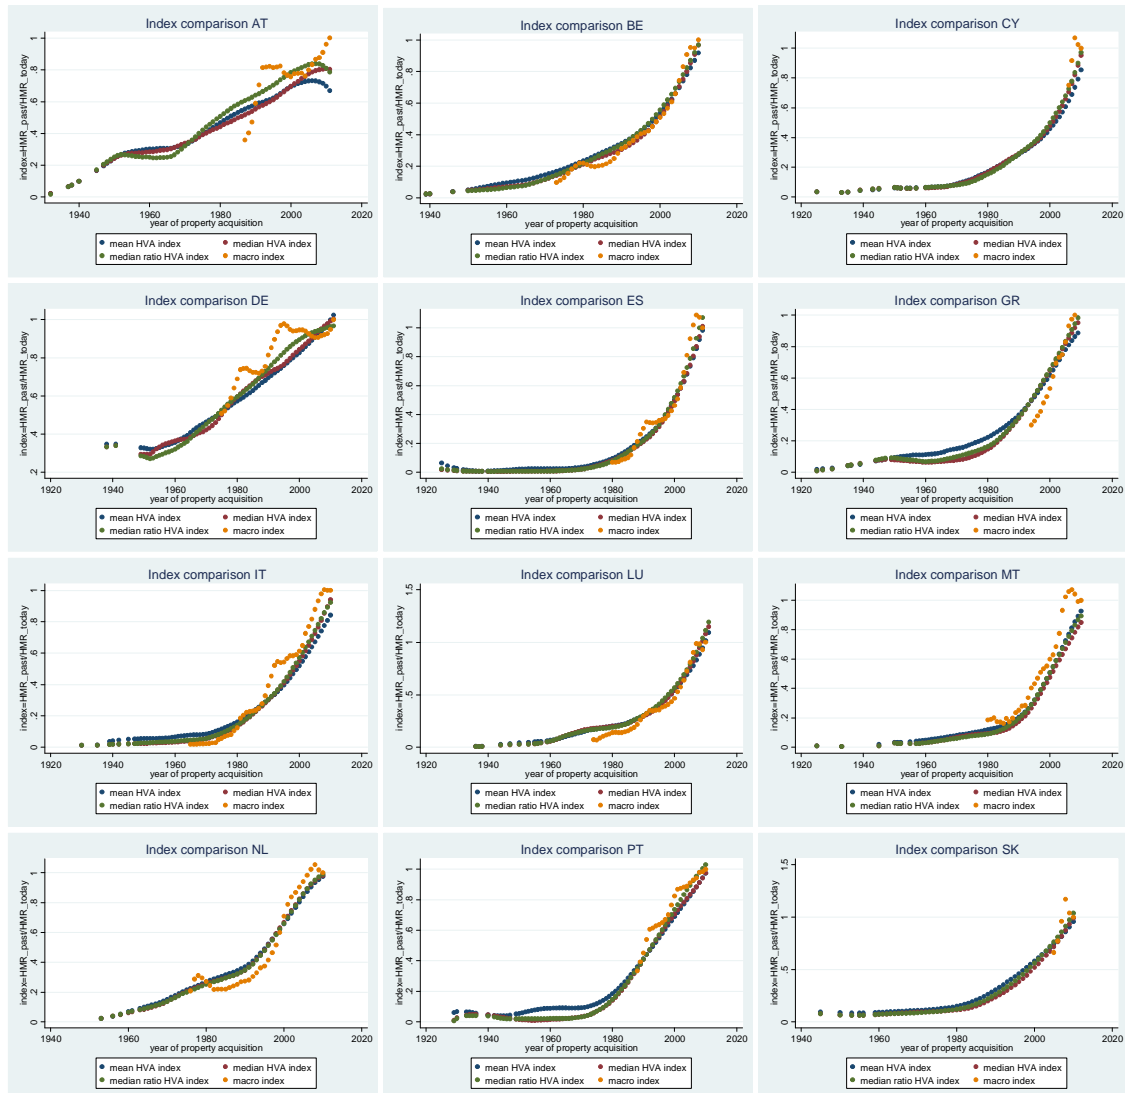 Index comparison AT
index=HMR_past/HMR_today
1
.8
.6
.4
.2
0
1940 1960 1980 2000 2020
year of property acquisition
mean HVA index median HVA index
median ratio HVA index macro index
Index comparison BE
index=HMR_past/HMR_today
1
.8
.6
.4
.2
0
1940 1960 1980 2000 2020
year of property acquisition
mean HVA index median HVA index
median ratio HVA index macro index
Index comparison CY
index=HMR_past/HMR_today
1
.8
.6
.4
.2
0
1920 1940 1960 1980 2000 2020
year of property acquisition
mean HVA index median HVA index
median ratio HVA index macro index
Index comparison DE
index=HMR_past/HMR_today
1
.8
.6
.4
.2
1920 1940 1960 1980 2000 2020
year of property acquisition
mean HVA index median HVA index
median ratio HVA index macro index
Index comparison ES
index=HMR_past/HMR_today
1
.8
.6
.4
.2
0
1920 1940 1960 1980 2000 2020
year of property acquisition
mean HVA index median HVA index
median ratio HVA index macro index
Index comparison GR
index=HMR_past/HMR_today
1
.8
.6
.4
.2
0
1920 1940 1960 1980 2000 2020
year of property acquisition
mean HVA index median HVA index
median ratio HVA index macro index
Index comparison IT
index=HMR_past/HMR_today
1
.8
.6
.4
.2
0
1920 1940 1960 1980 2000 2020
year of property acquisition
mean HVA index median HVA index
median ratio HVA index macro index
Index comparison LU
index=HMR_past/HMR_today
1.5
1
.5
0
1920 1940 1960 1980 2000 2020
year of property acquisition
mean HVA index median HVA index
median ratio HVA index macro index
Index comparison MT
index=HMR_past/HMR_today
1
.8
.6
.4
.2
0
1920 1940 1960 1980 2000 2020
year of property acquisition
mean HVA index median HVA index
median ratio HVA index macro index
Index comparison NL
index=HMR_past/HMR_today
1
.8
.6
.4
.2
0
1940 1960 1980 2000 2020
year of property acquisition
mean HVA index median HVA index
median ratio HVA index macro index
Index comparison PT
index=HMR_past/HMR_today
1
.8
.6
.4
.2
0
1920 1940 1960 1980 2000 2020
year of property acquisition
mean HVA index median HVA index
median ratio HVA index macro index
Index comparison SK
index=HMR_past/HMR_today
1.5
1
.5
0
1940 1960 1980 2000 2020
year of property acquisition
mean HVA index median HVA index
median ratio HVA index macro index